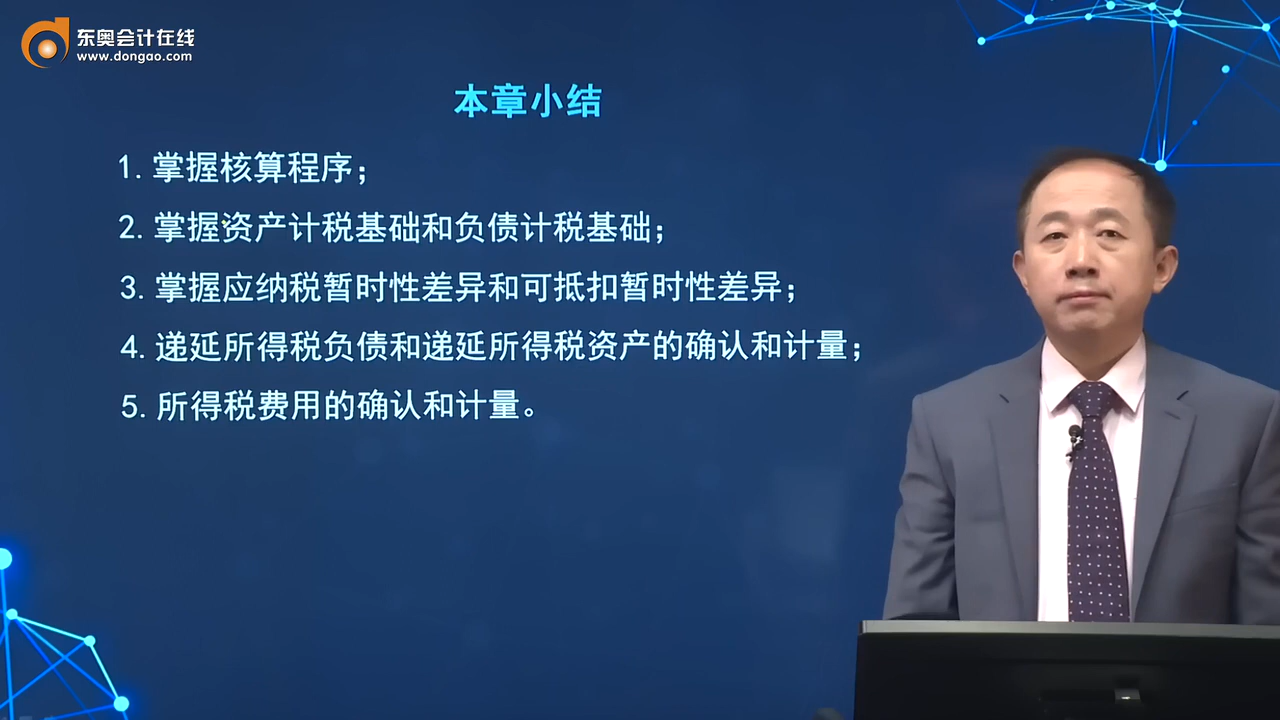 东奥会计在线
www.dongao.com
本章小结
1. 掌握核算程序；
2. 掌握资产计税基础和负债计税基础；
3. 掌握应纳税暂时性差异和可抵扣暂时性差异；
4. 递延所得税负债和递延所得税资产的确认和计量；
5. 所得税费用的确认和计量。